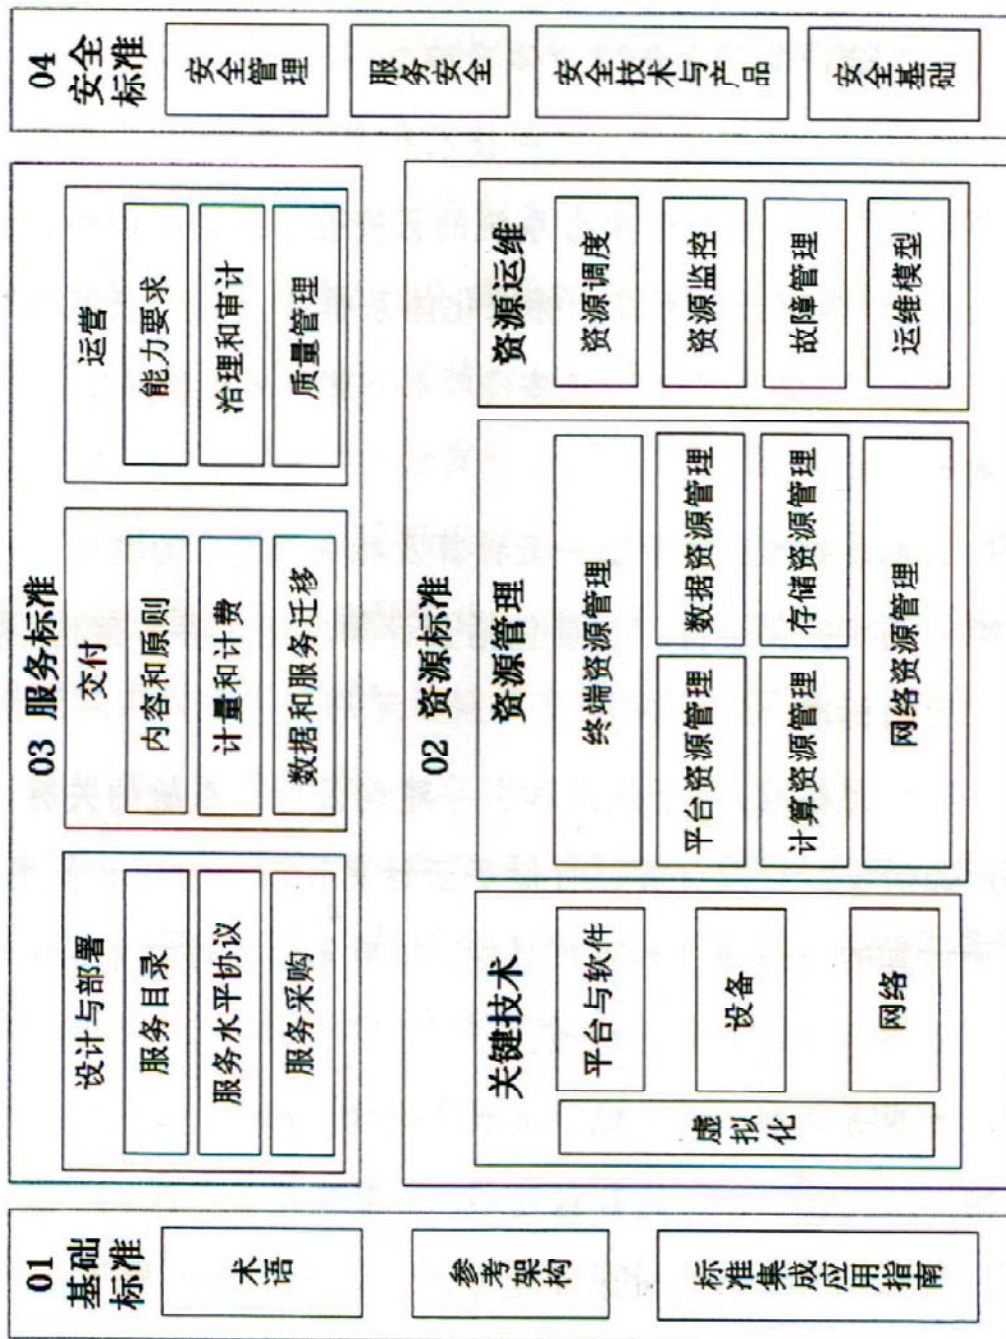 01
基础
标准
术语
参考架构
标准集成应用指南
03 服务标准
设计与部署
服务目录
服务水平协议
服务采购
交付
内容和原则
计量和计费
数据和服务迁移
运营
能力要求
治理和审计
质量管理
02 资源标准
关键技术
虚拟化
平台与软件
设备
网络
资源管理
终端资源管理
平台资源管理
数据资源管理
计算资源管理
存储资源管理
网络资源管理
资源运维
资源调度
资源监控
故障管理
运维模型
04
安全
标准
安全管理
服务安全
安全技术与产品
安全基础